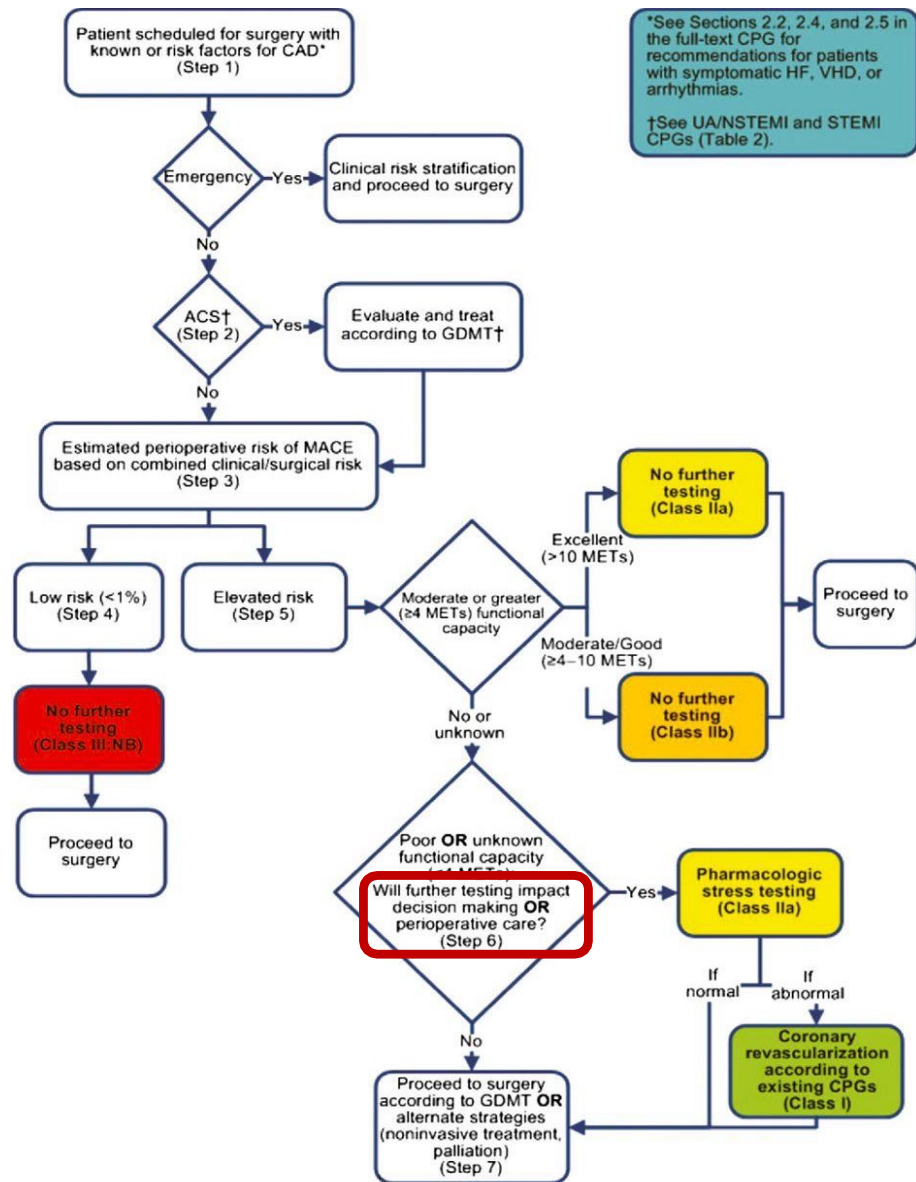 Patient scheduled for surgery with
known or risk factors for CAD*
(Step 1)
*See Sections 2.2, 2.4, and 2.5 in
the full-text CPG for
recommendations for patients
with symptomatic HF, VHD, or
arrhythmias.
†See UA/NSTEMI and STEMI
CPGs (Table 2).
Emergency
Yes
Clinical risk stratification
and proceed to surgery
No
ACS†
(Step 2)
Yes
Evaluate and treat
according to GDMT†
No
Estimated perioperative risk of MACE
based on combined clinical/surgical risk
(Step 3)
Low risk (<1%)
(Step 4)
Elevated risk
(Step 5)
Moderate or greater
(≥4 METs) functional
capacity
Excellent
(>10 METs)
No further
testing
(Class IIa)
Moderate/Good
(≥4–10 METs)
No further
testing
(Class IIb)
Proceed to
surgery
No further
testing
(Class III:NB)
Proceed to
surgery
No or
unknown
Poor OR unknown
functional capacity
Will further testing impact
decision making OR
perioperative care?
(Step 6)
Yes
Pharmacologic
stress testing
(Class IIa)
If
normal
If
abnormal
Coronary
revascularization
according to
existing CPGs
(Class I)
No
Proceed to surgery
according to GDMT OR
alternate strategies
(noninvasive treatment,
palliation)
(Step 7)